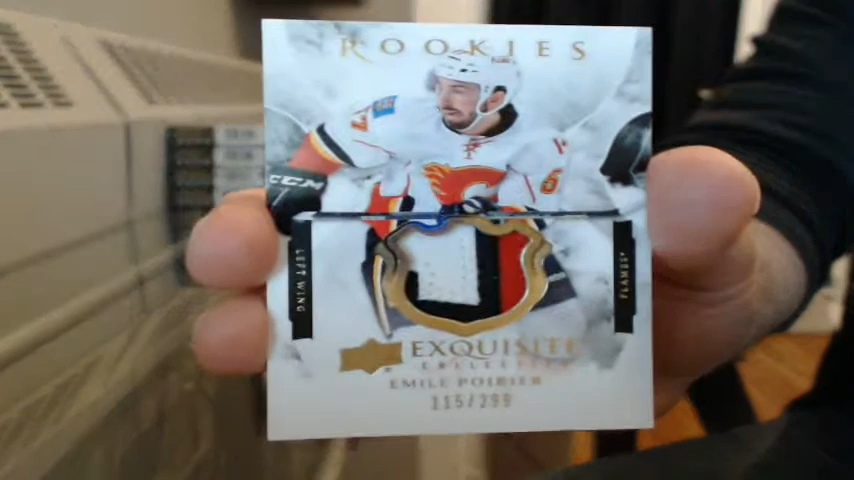 ROOKIES
CCM
LEFT WING
FLAMES
EXQUISITE
COLLECTION
EMILE POIRIER
115/299